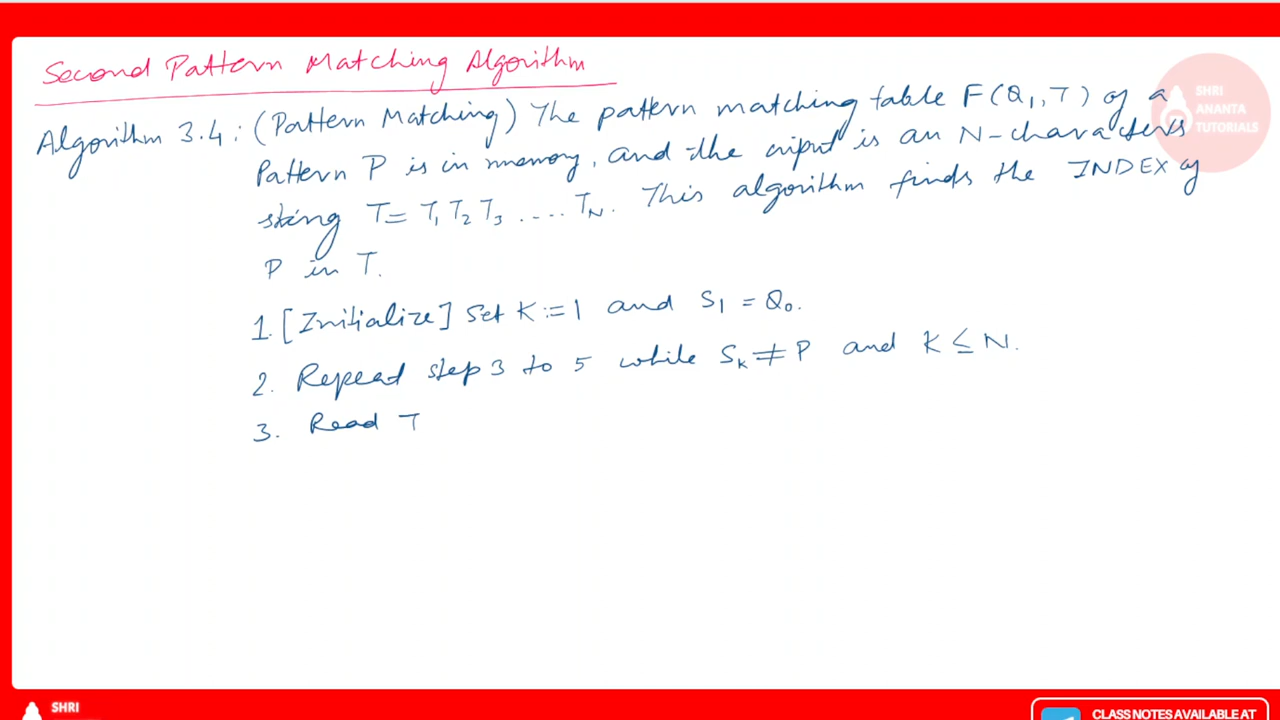 Second Pattern Matching Algorithm
SHRI
ANANTA
TUTORIALS
Algorithm 3.4: (Pattern Matching) The pattern matching table F(Q1, T) of a
Pattern P is in memory, and the input is an N-characters
string T= T1 T2 T3 ..... TN. This algorithm finds the INDEX of
P in T.
1. [Initialize] Set K:=1 and S1 = Q0.
2. Repeat step 3 to 5 while SK ≠ P and K ≤ N.
3. Read T
SHRI
CLASS NOTES AVAILABLE AT